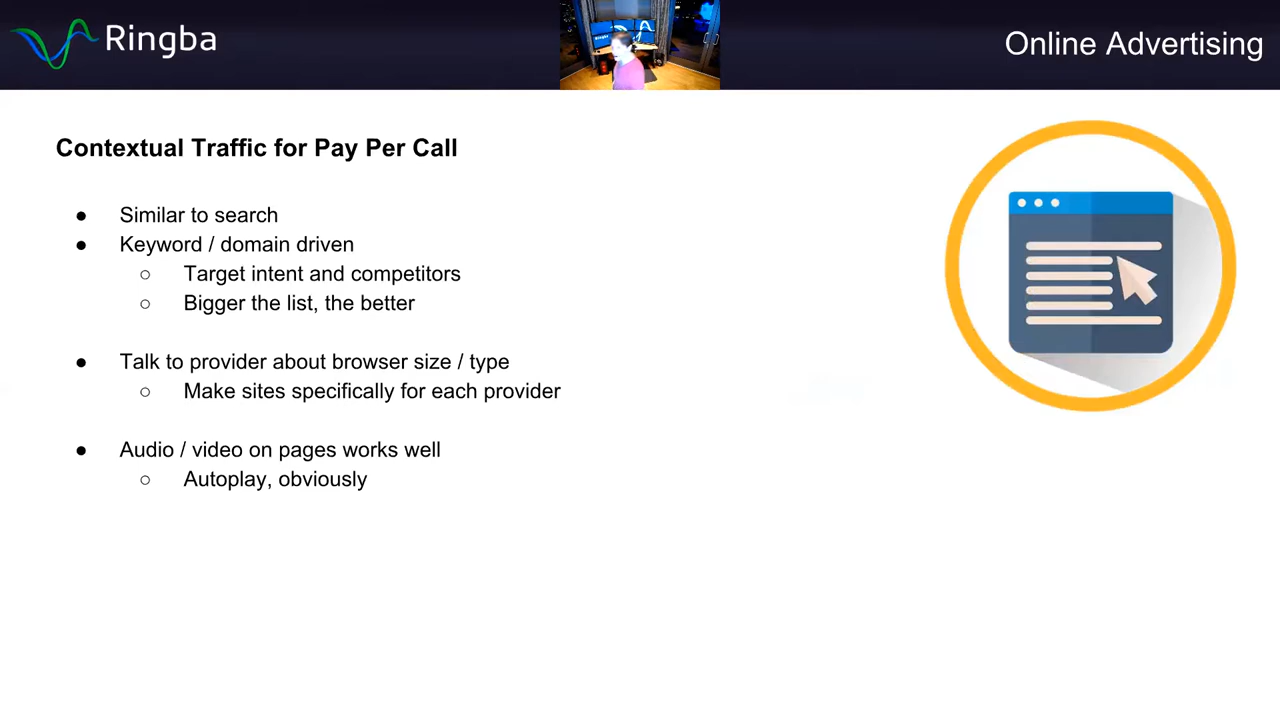 Ringba
Online Advertising
Contextual Traffic for Pay Per Call
● Similar to search
● Keyword / domain driven
○ Target intent and competitors
○ Bigger the list, the better
● Talk to provider about browser size / type
○ Make sites specifically for each provider
● Audio / video on pages works well
○ Autoplay, obviously